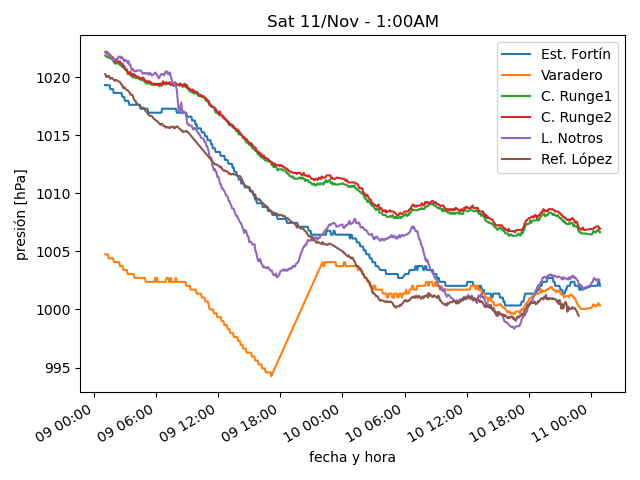 Sat 11/Nov - 1:00AM
Est. Fortín
Varadero
C. Runge1
C. Runge2
L. Notros
Ref. López
presión [hPa]
1020
1015
1010
1005
1000
995
09 00:00
09 06:00
09 12:00
09 18:00
10 00:00
10 06:00
10 12:00
10 18:00
11 00:00
fecha y hora